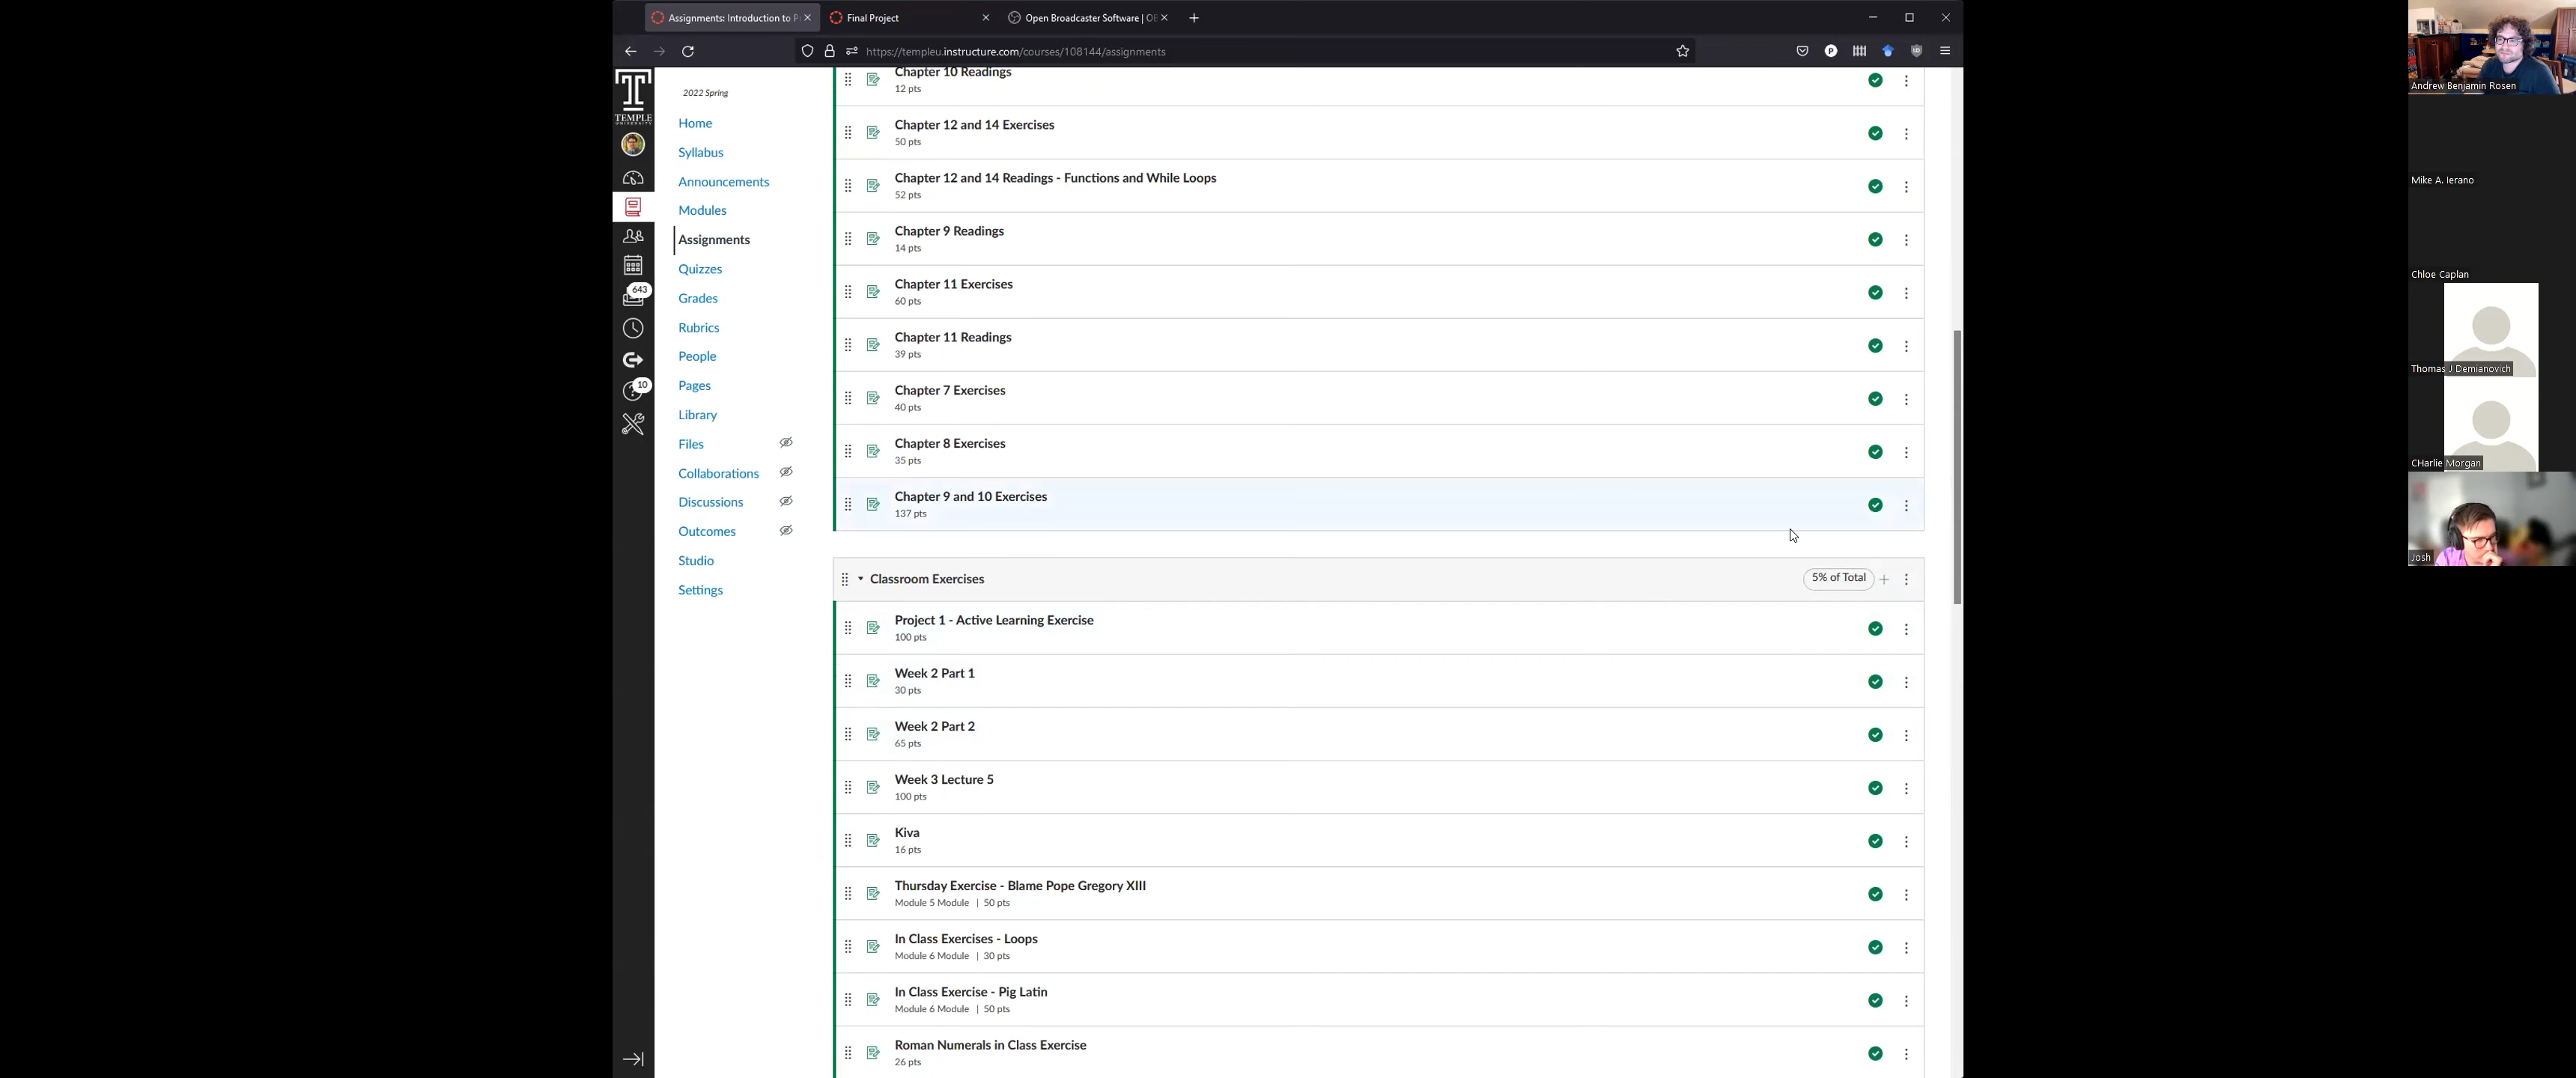 Assignments: Introduction to P
Final Project
Open Broadcaster Software | OB
https://templeu.instructure.com/courses/108144/assignments
TEMPLE
UNIVERSITY
643
10
2022 Spring
Home
Syllabus
Announcements
Modules
Assignments
Quizzes
Grades
Rubrics
People
Pages
Library
Files
Collaborations
Discussions
Outcomes
Studio
Settings
Chapter 10 Readings
12 pts
Chapter 12 and 14 Exercises
50 pts
Chapter 12 and 14 Readings - Functions and While Loops
52 pts
Chapter 9 Readings
14 pts
Chapter 11 Exercises
60 pts
Chapter 11 Readings
39 pts
Chapter 7 Exercises
40 pts
Chapter 8 Exercises
35 pts
Chapter 9 and 10 Exercises
137 pts
Classroom Exercises
5% of Total
Project 1 - Active Learning Exercise
100 pts
Week 2 Part 1
30 pts
Week 2 Part 2
65 pts
Week 3 Lecture 5
100 pts
Kiva
16 pts
Thursday Exercise - Blame Pope Gregory XIII
Module 5 Module | 50 pts
In Class Exercises - Loops
Module 6 Module | 30 pts
In Class Exercise - Pig Latin
Module 6 Module | 50 pts
Roman Numerals in Class Exercise
26 pts
Andrew Benjamin Rosen
Mike A. Ierano
Chloe Caplan
Thomas J Demianovich
CHarlie Morgan
Josh